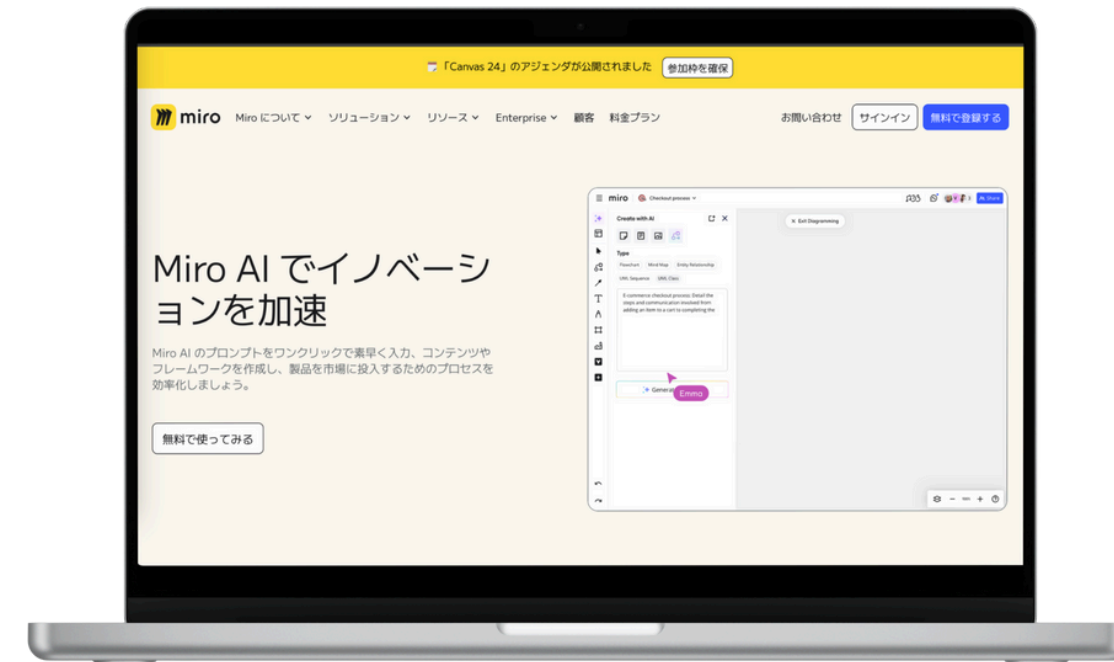 「Canvas 24」のアジェンダが公開されました 参加枠を確保
miro Miro について ソリューション リソース Enterprise 顧客 料金プラン お問い合わせ サインイン 無料で登録する
Miro AI でイノベーシ
ョンを加速
Miro AI のプロンプトをワンクリックで素早く入力、コンテンツや
フレームワークを作成し、製品を市場に投入するためのプロセスを
効率化しましょう。
無料で使ってみる
miro Checkout process Share
Create with AI
Exit Diagramming
Type
Flowchart Mind Map Entity Relationship
UML Sequence UML Class
E-commerce checkout process: Detail the
steps and communication involved from
adding an item to a cart to completing the
Emma